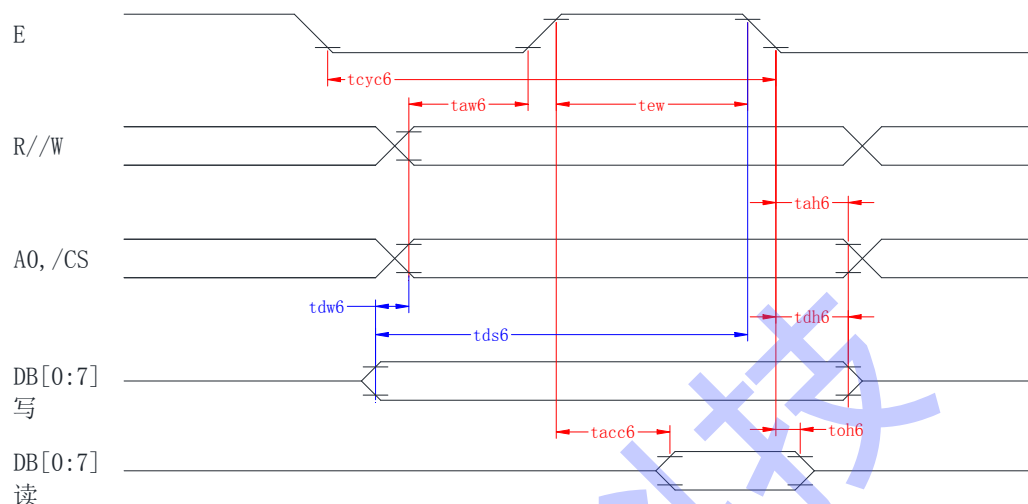 E
tcyc6
taw6
tew
R//W
tah6
A0,/CS
tdw6
tdh6
tds6
DB[0:7]
写
tacc6
toh6
DB[0:7]
读
技